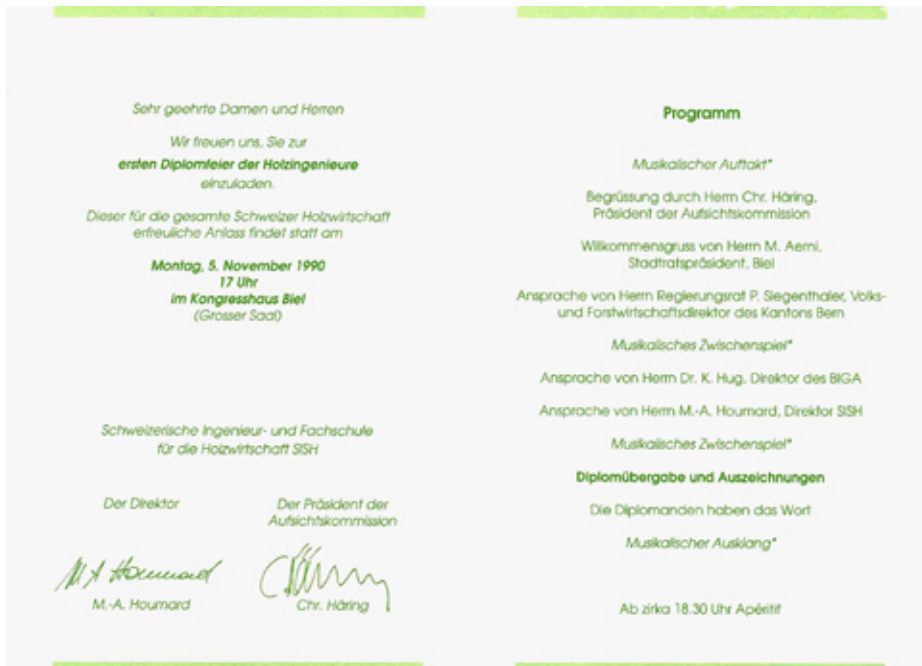 Sehr geehrte Damen und Herren
Wir freuen uns, Sie zur
ersten Diplomfeier der Holzingenieure
einzuladen.
Dieser für die gesamte Schweizer Holzwirtschaft
erfreuliche Anlass findet statt am
Montag, 5. November 1990
17 Uhr
im Kongresshaus Biel
(Grosser Saal)
Schweizerische Ingenieur- und Fachschule
für die Holzwirtschaft SISH
Der Direktor
Der Präsident der
Aufsichtskommission
M A Houmard
M.-A. Houmard
Chr. Häring
Programm
Musikalischer Auftakt*
Begrüssung durch Herrn Chr. Häring,
Präsident der Aufsichtskommission
Willkommensgruss von Herrn M. Aerni,
Stadtratspräsident, Biel
Ansprache von Herrn Regierungsrat P. Siegenthaler, Volks-
und Forstwirtschaftsdirektor des Kantons Bern
Musikalisches Zwischenspiel*
Ansprache von Herrn Dr. K. Hug, Direktor des BIGA
Ansprache von Herrn M.-A. Houmard, Direktor SISH
Musikalisches Zwischenspiel*
Diplomübergabe und Auszeichnungen
Die Diplomanden haben das Wort
Musikalischer Ausklang*
Ab zirka 18.30 Uhr Apéritif